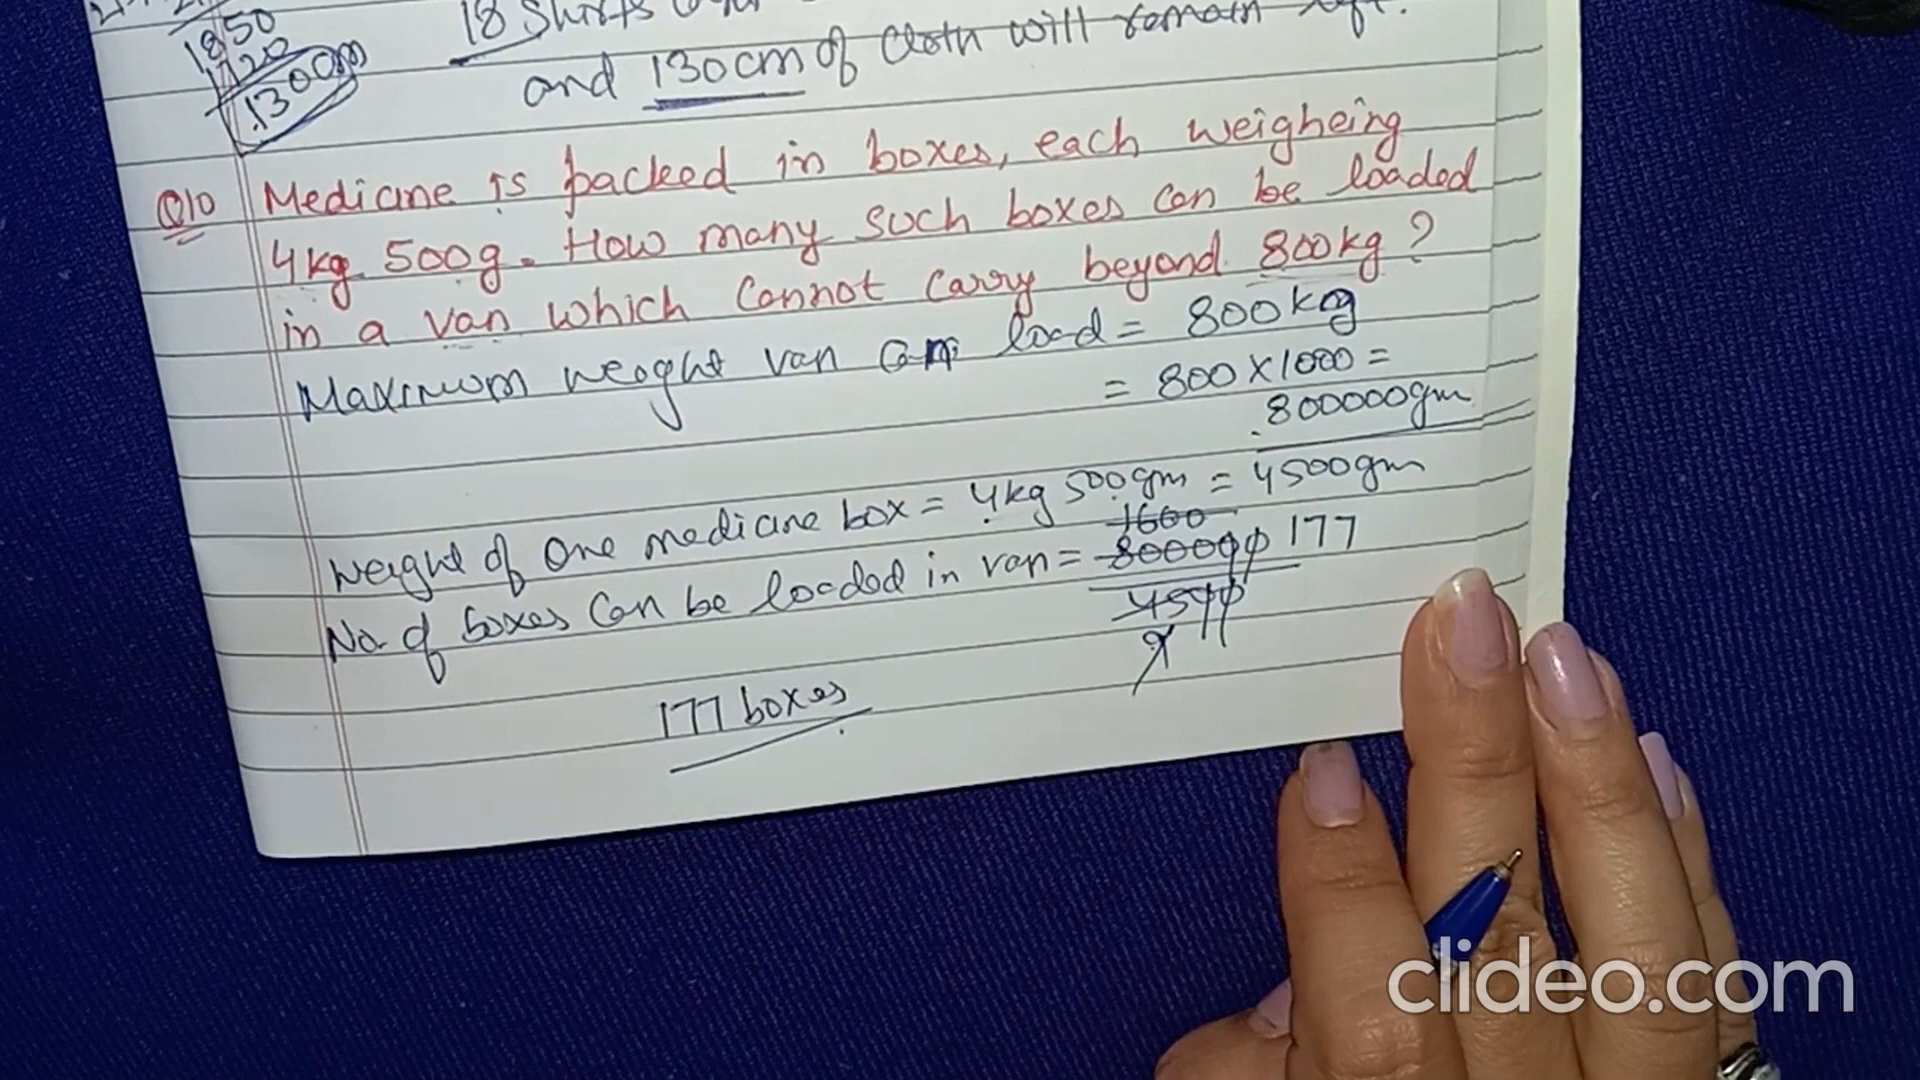 1850
1720
130cm
18 shirts
and 130cm of cloth will remain left.
Q10 Medicine is packed in boxes, each weigheing
4kg 500g. How many such boxes can be loaded
in a van which cannot carry beyond 800kg?
Maximum weight van can load = 800kg
= 800 x 1000 =
800000gm
Weight of one medicine box = 4kg 500gm = 4500gm
1600
No. of boxes can be loaded in van = 800000 177
4500
9
177 boxes
clideo.com